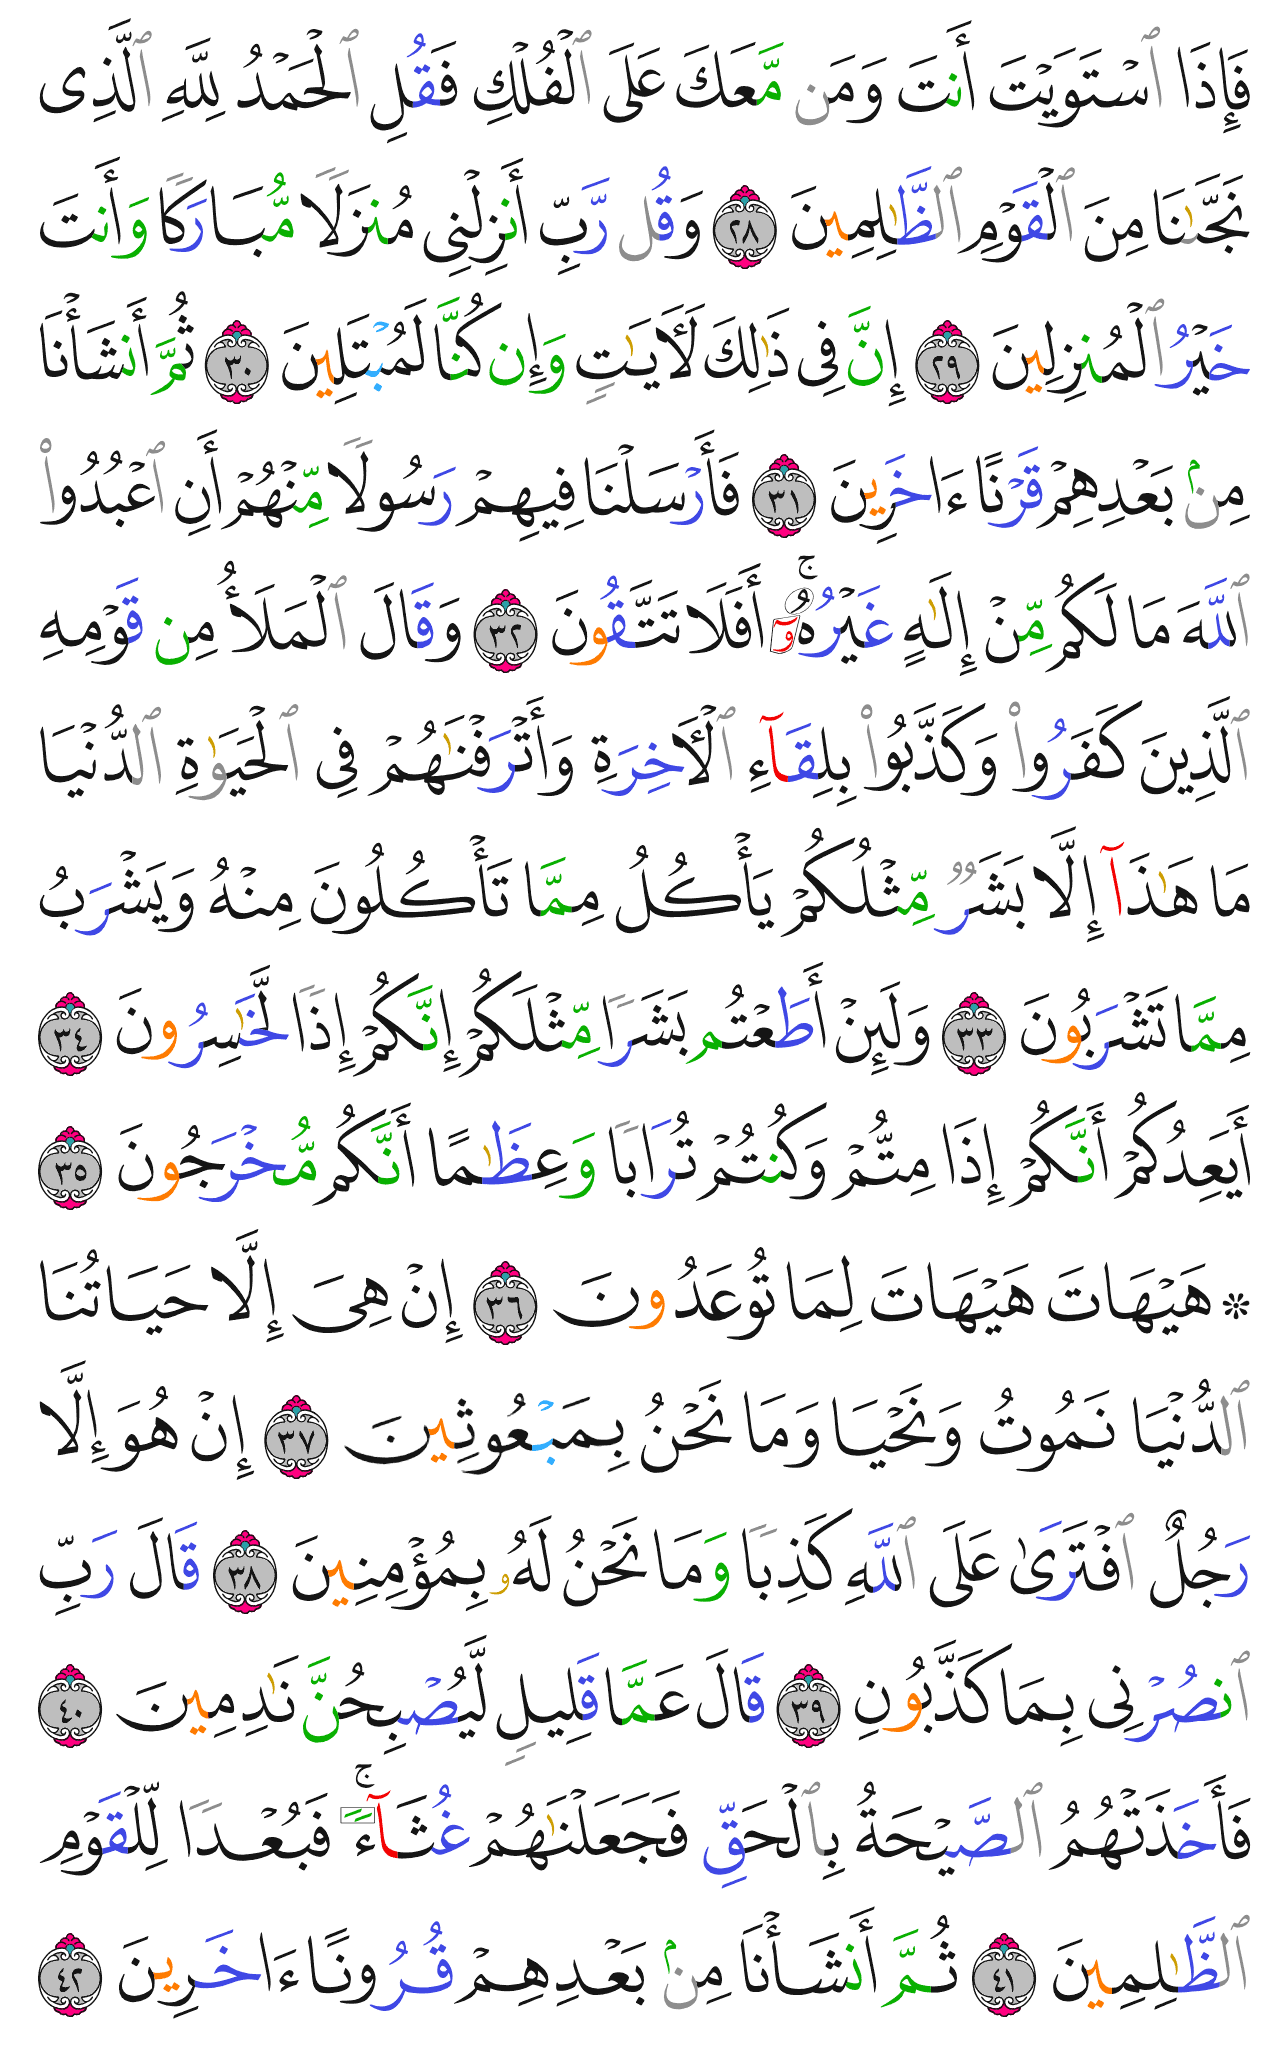 فَإِذَا ٱسْتَوَيْتَ أَنتَ وَمَن مَّعَكَ عَلَى ٱلْفُلْكِ فَقُلِ ٱلْحَمْدُ لِلَّهِ ٱلَّذِى
نَجَّىٰنَا مِنَ ٱلْقَوْمِ ٱلظَّٰلِمِينَ ٢٨ وَقُل رَّبِّ أَنزِلْنِى مُنزَلًا مُّبَارَكًا وَأَنتَ
خَيْرُ ٱلْمُنزِلِينَ ٢٩ إِنَّ فِى ذَٰلِكَ لَأَيَٰتٍ وَإِن كُنَّا لَمُبْتَلِينَ ٣٠ ثُمَّ أَنشَأْنَا
مِنۢ بَعْدِهِمْ قَرْنًا ءَاخَرِينَ ٣١ فَأَرْسَلْنَا فِيهِمْ رَسُولًا مِّنْهُمْ أَنِ ٱعْبُدُوا۟
ٱللَّهَ مَا لَكُم مِّنْ إِلَٰهٍ غَيْرُهُۥٓ ۚ أَفَلَا تَتَّقُونَ ٣٢ وَقَالَ ٱلْمَلَأُ مِن قَوْمِهِ
ٱلَّذِينَ كَفَرُوا۟ وَكَذَّبُوا۟ بِلِقَآءِ ٱلْأَخِرَةِ وَأَتْرَفْنَٰهُمْ فِى ٱلْحَيَوٰةِ ٱلدُّنْيَا
مَا هَٰذَآ إِلَّا بَشَرٌ مِّثْلُكُمْ يَأْكُلُ مِمَّا تَأْكُلُونَ مِنْهُ وَيَشْرَبُ
مِمَّا تَشْرَبُونَ ٣٣ وَلَئِنْ أَطَعْتُم بَشَرًا مِّثْلَكُمْ إِنَّكُمْ إِذًا لَّخَٰسِرُونَ ٣٤
أَيَعِدُكُمْ أَنَّكُمْ إِذَا مِتُّمْ وَكُنتُمْ تُرَابًا وَعِظَٰمًا أَنَّكُم مُّخْرَجُونَ ٣٥
۞ هَيْهَاتَ هَيْهَاتَ لِمَا تُوعَدُونَ ٣٦ إِنْ هِىَ إِلَّا حَيَاتُنَا
ٱلدُّنْيَا نَمُوتُ وَنَحْيَا وَمَا نَحْنُ بِمَبْعُوثِينَ ٣٧ إِنْ هُوَ إِلَّا
رَجُلٌ ٱفْتَرَىٰ عَلَى ٱللَّهِ كَذِبًا وَمَا نَحْنُ لَهُۥ بِمُؤْمِنِينَ ٣٨ قَالَ رَبِّ
ٱنصُرْنِى بِمَا كَذَّبُونِ ٣٩ قَالَ عَمَّا قَلِيلٍ لَّيُصْبِحُنَّ نَٰدِمِينَ ٤٠
فَأَخَذَتْهُمُ ٱلصَّيْحَةُ بِٱلْحَقِّ فَجَعَلْنَٰهُمْ غُثَآءً ۚ فَبُعْدًا لِّلْقَوْمِ
ٱلظَّٰلِمِينَ ٤١ ثُمَّ أَنشَأْنَا مِنۢ بَعْدِهِمْ قُرُونًا ءَاخَرِينَ ٤٢